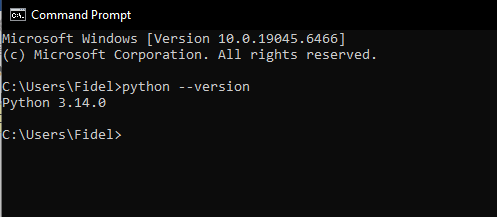 Command Prompt
Microsoft Windows [Version 10.0.19045.6466]
(c) Microsoft Corporation. All rights reserved.
C:\Users\Fidel>python --version
Python 3.14.0
C:\Users\Fidel>